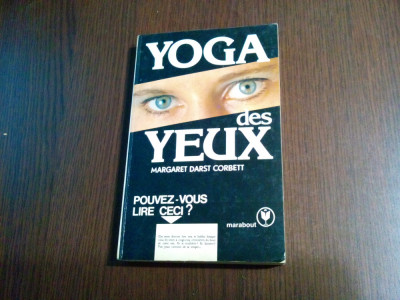 YOGA
des
YEUX
MARGARET DARST CORBETT
POUVEZ-VOUS
LIRE CECI ?
marabout